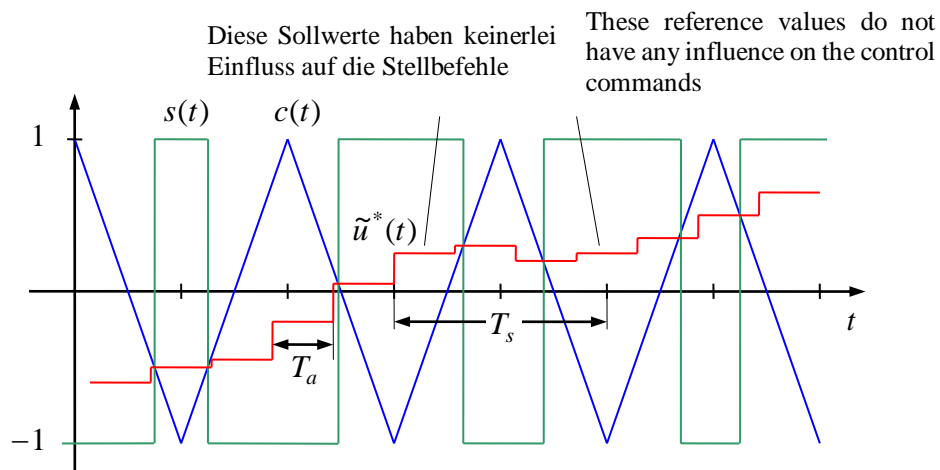 Diese Sollwerte haben keinerlei
Einfluss auf die Stellbefehle
These reference values do not
have any influence on the control
commands
s(t)
c(t)
1
ũ*(t)
t
T_s
T_a
−1